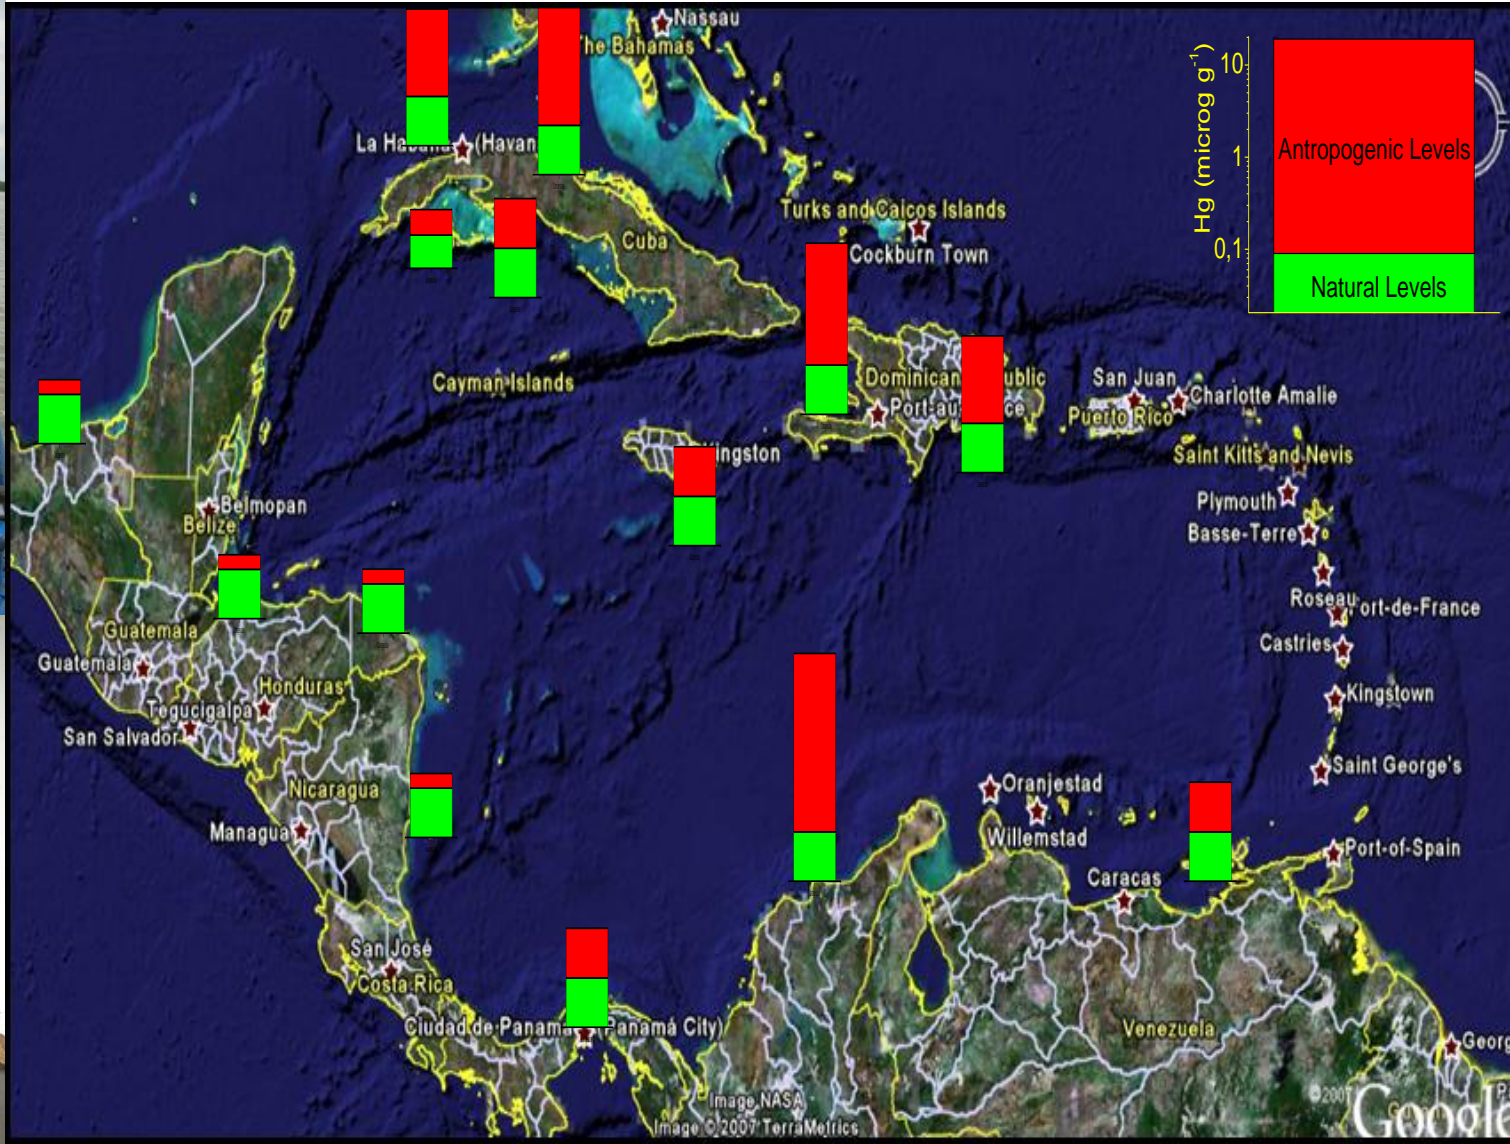 Nassau
The Bahamas
La Habana (Havan
Turks and Caicos Islands
Cockburn Town
Cuba
Cayman Islands
Dominican Republic
Port-au-Prince
San Juan
Charlotte Amalie
Puerto Rico
Saint Kitts and Nevis
Kingston
Plymouth
Basse-Terre
Belmopan
Belize
Roseau
Fort-de-France
Castries
Guatemala
Guatemala
Honduras
Tegucigalpa
San Salvador
Kingstown
Saint George's
Nicaragua
Managua
Oranjestad
Willemstad
Port-of-Spain
Caracas
San José
Costa Rica
Ciudad de Panamá (Panamá City)
Venezuela
Georg
Image NASA
Image © 2007 TerraMetrics
©2007 Google
Hg (microg g-1)
10
1
0,1
Antropogenic Levels
Natural Levels